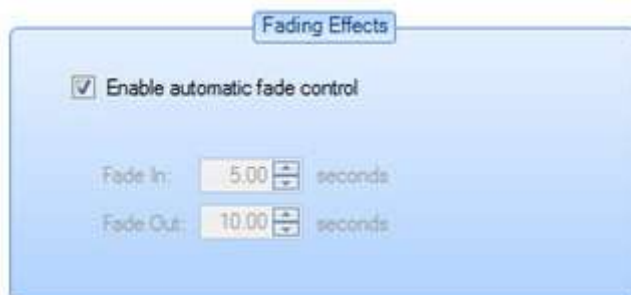 Fading Effects
Enable automatic fade control
Fade In: 5.00 seconds
Fade Out: 10.00 seconds